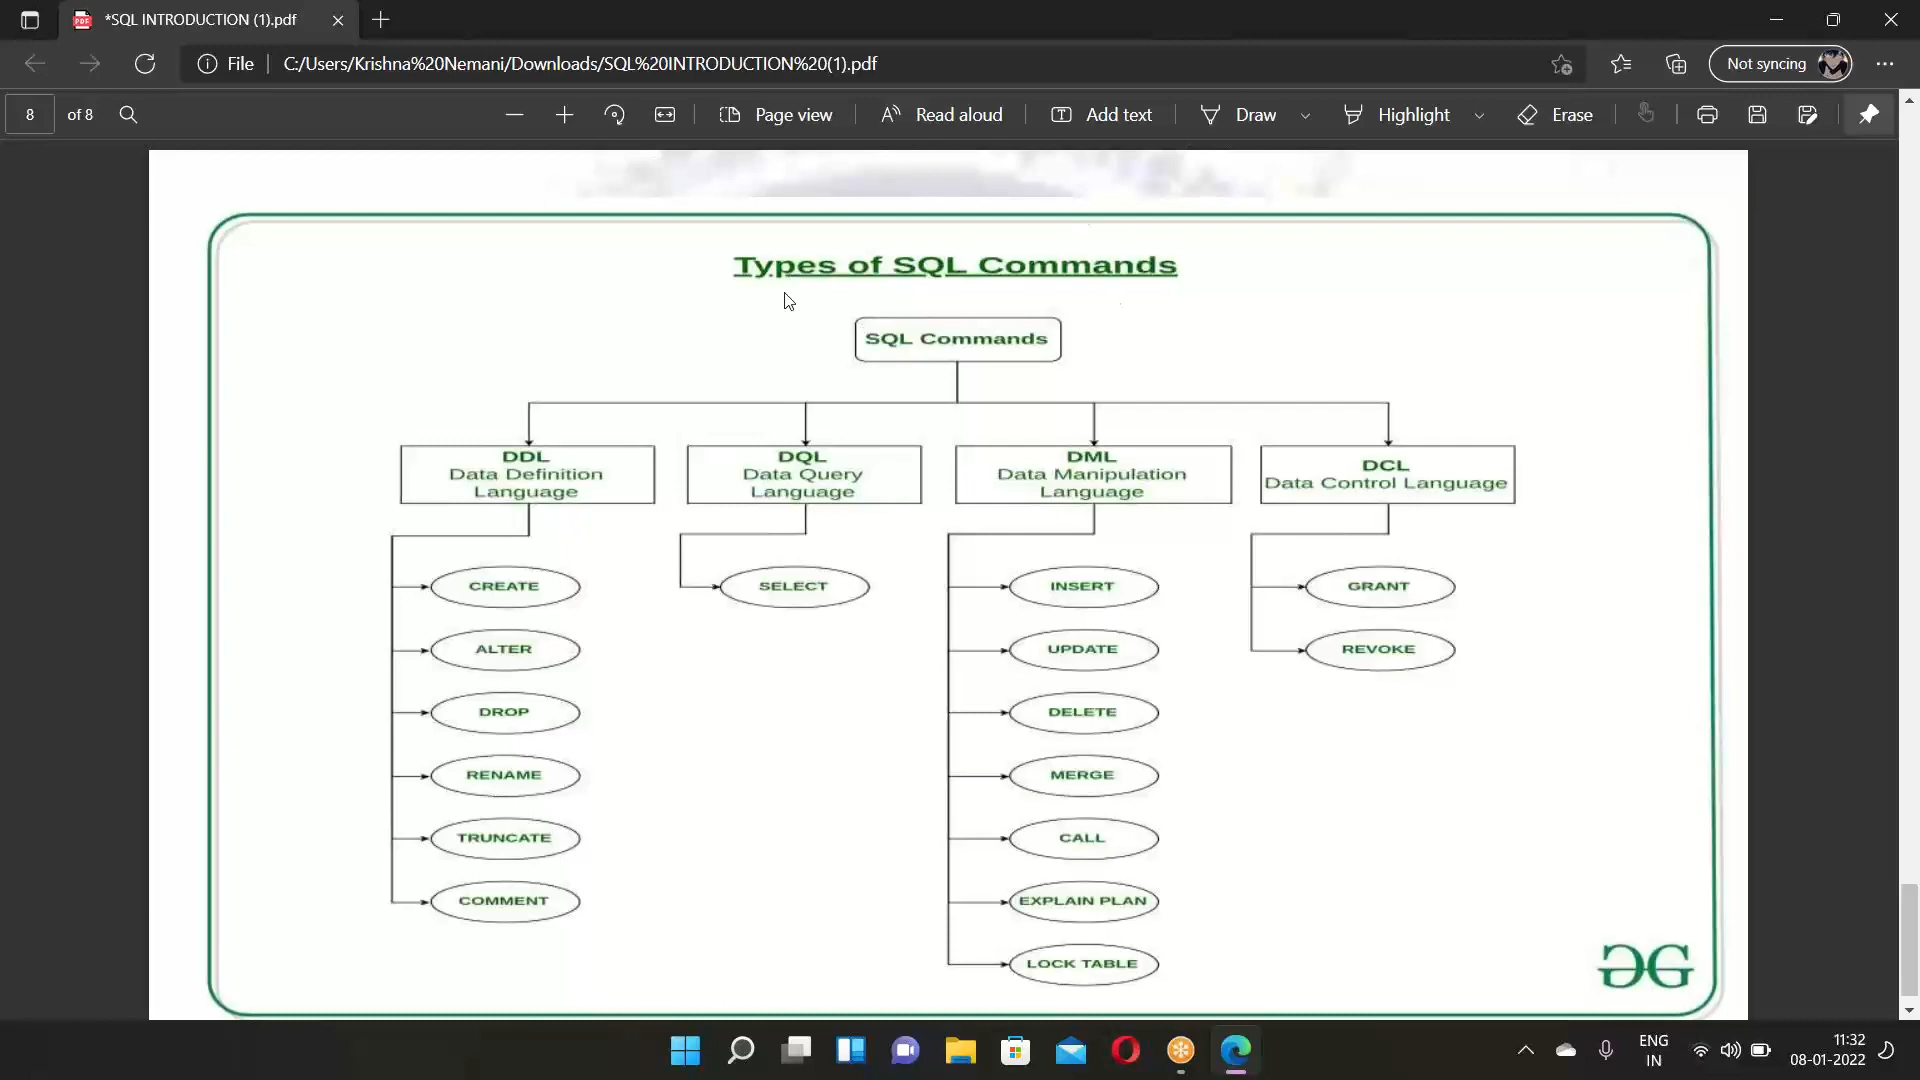 *SQL INTRODUCTION (1).pdf
File
C:/Users/Krishna%20Nemani/Downloads/SQL%20INTRODUCTION%20(1).pdf
Not syncing
8 of 8
Page view
Read aloud
Add text
Draw
Highlight
Erase
Types of SQL Commands
SQL Commands
DDL
Data Definition
Language
DQL
Data Query
Language
DML
Data Manipulation
Language
DCL
Data Control Language
CREATE
ALTER
DROP
RENAME
TRUNCATE
COMMENT
SELECT
INSERT
UPDATE
DELETE
MERGE
CALL
EXPLAIN PLAN
LOCK TABLE
GRANT
REVOKE
ENG
IN
11:32
08-01-2022